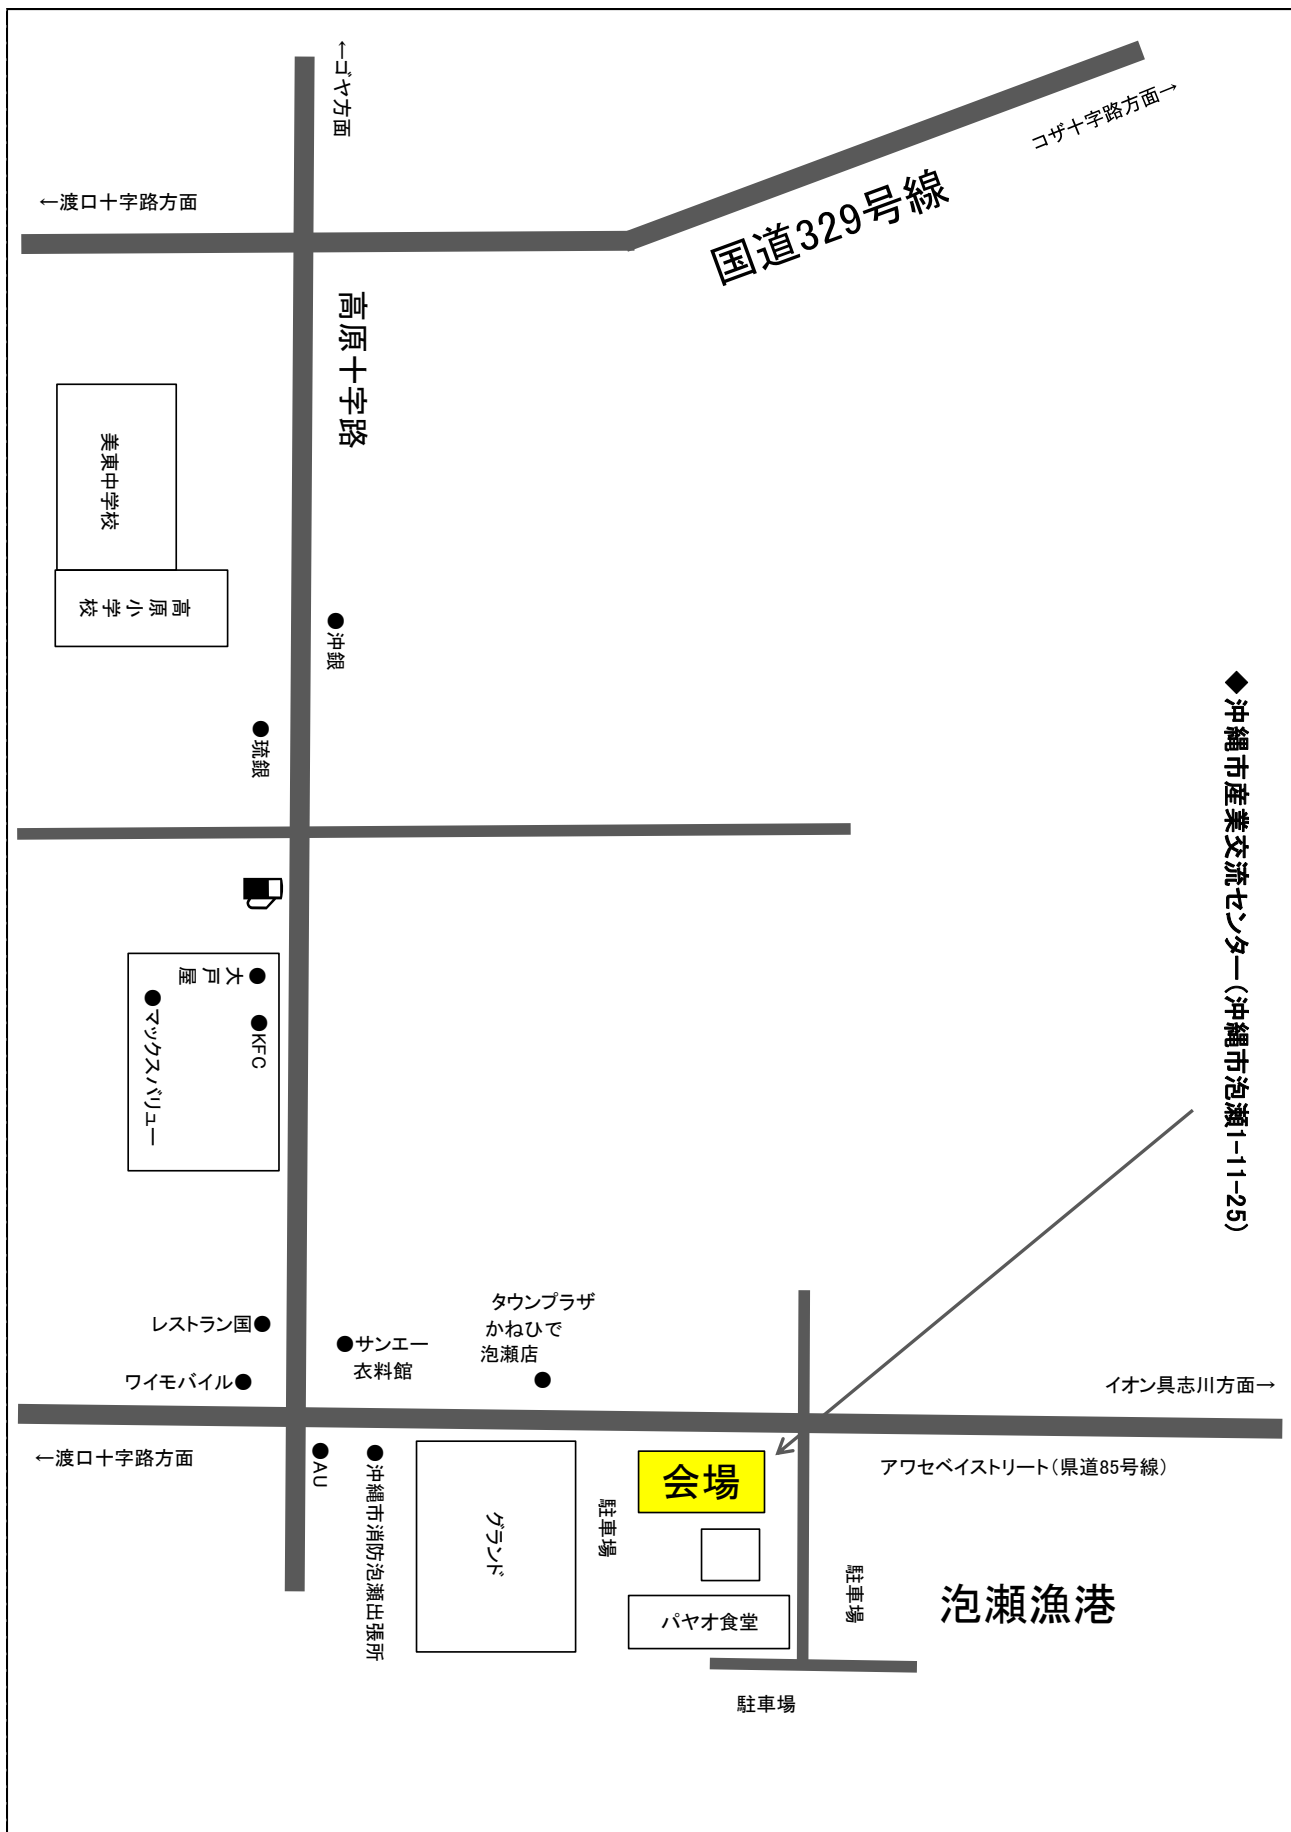 ←ゴヤ方面
コザ十字路方面→
←渡口十字路方面
国道329号線
高原十字路
美東中学校
高原小学校
●沖銀
●琉銀
◆沖縄市産業交流センター（沖縄市泡瀬1-11-25）
●大戸屋
●KFC
●マックスバリュー
レストラン国●
ワイモバイル●
●サンエー
衣料館
タウンプラザ
かねひで
泡瀬店
●
イオン具志川方面→
←渡口十字路方面
●AU
●沖縄市消防泡瀬出張所
グランド
駐車場
会場
アワセベイストリート（県道85号線）
パヤオ食堂
駐車場
泡瀬漁港
駐車場